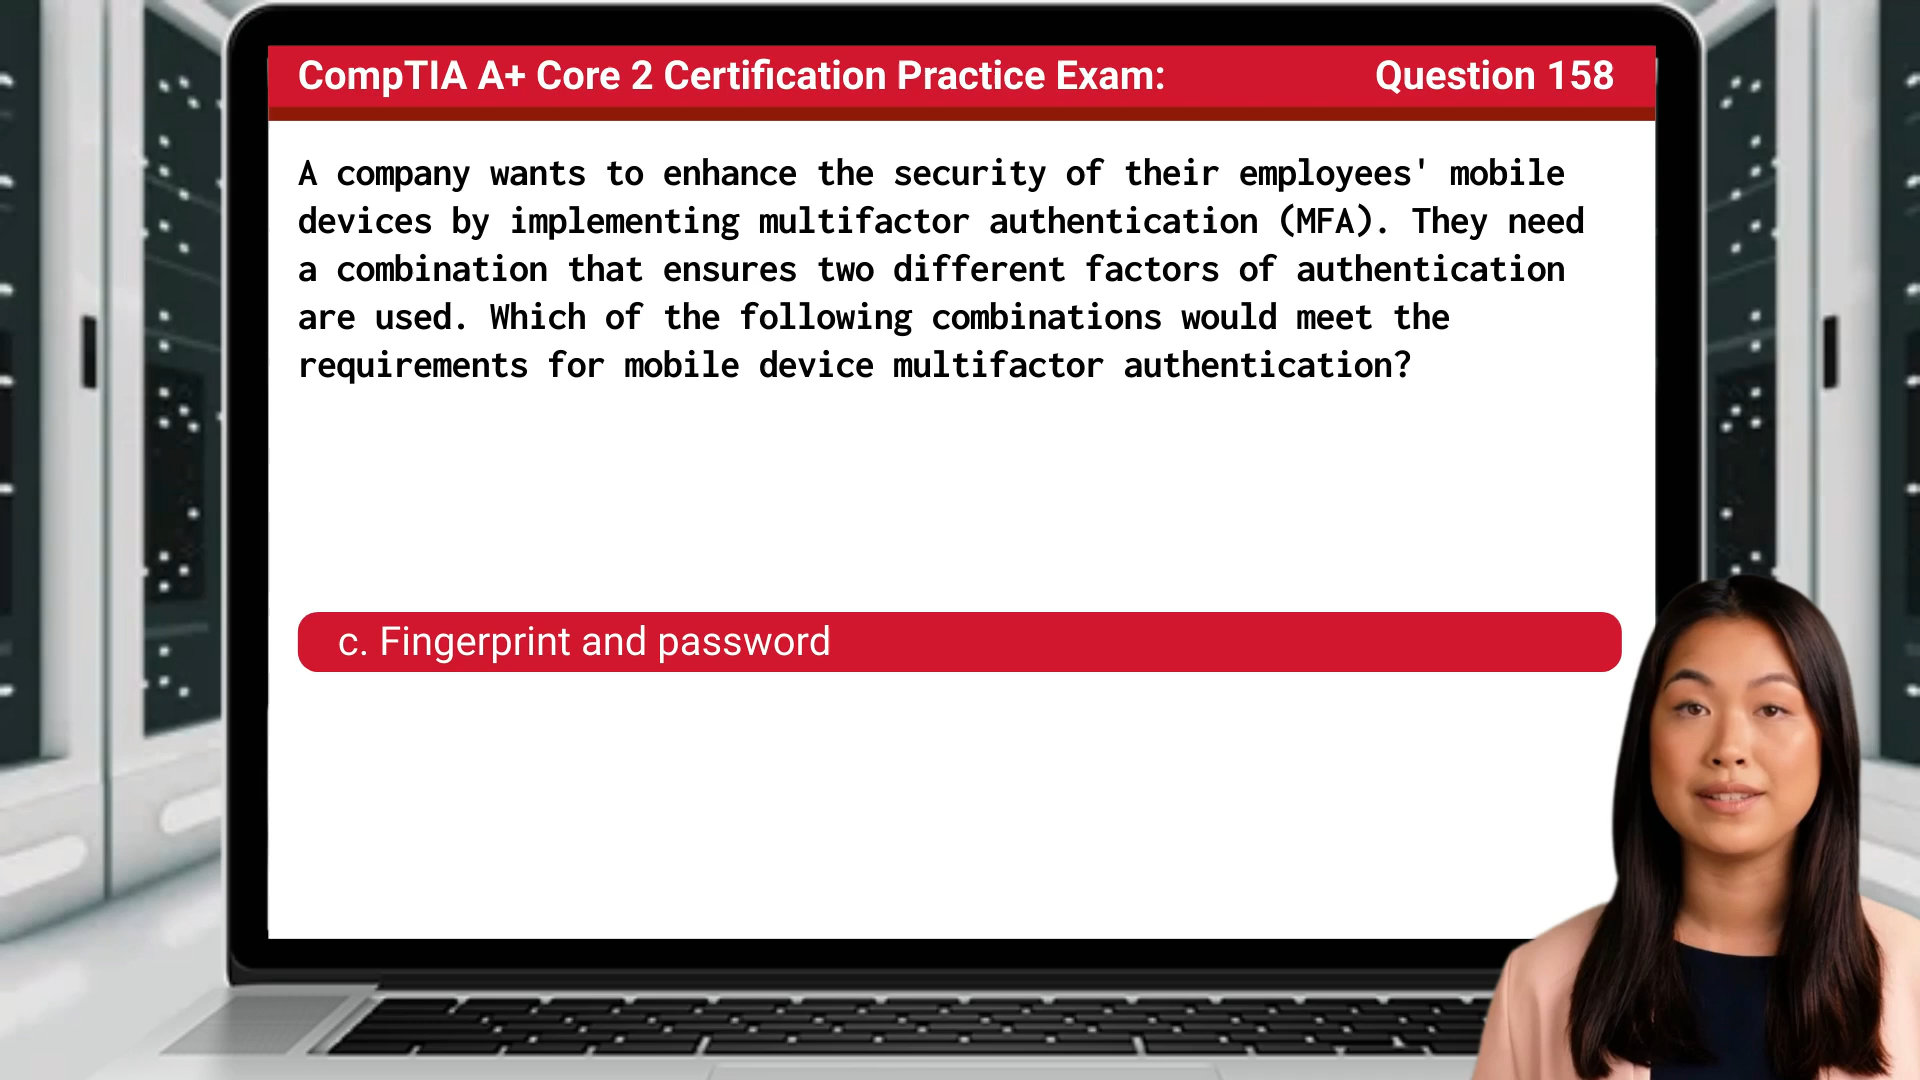 CompTIA A+ Core 2 Certification Practice Exam: Question 158
A company wants to enhance the security of their employees' mobile
devices by implementing multifactor authentication (MFA). They need
a combination that ensures two different factors of authentication
are used. Which of the following combinations would meet the
requirements for mobile device multifactor authentication?
c. Fingerprint and password